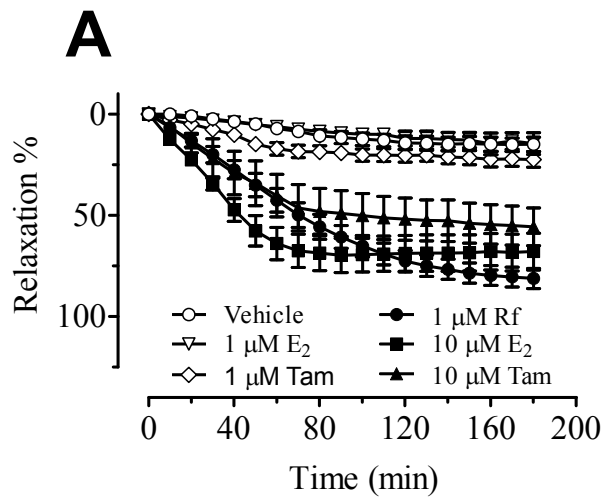 A
0
50
100
Relaxation %
Vehicle
1 μM E₂
1 μM Tam
1 μM Rf
10 μM E₂
10 μM Tam
0 40 80 120 160 200
Time (min)